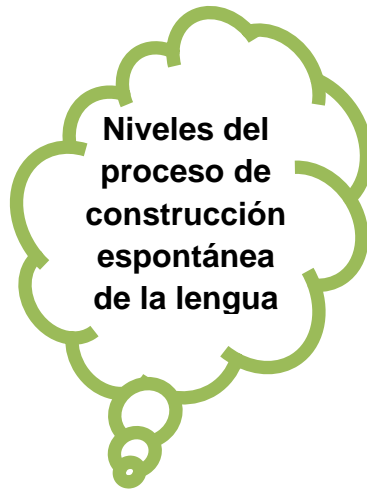 Niveles del
proceso de
construcción
espontánea
de la lengua